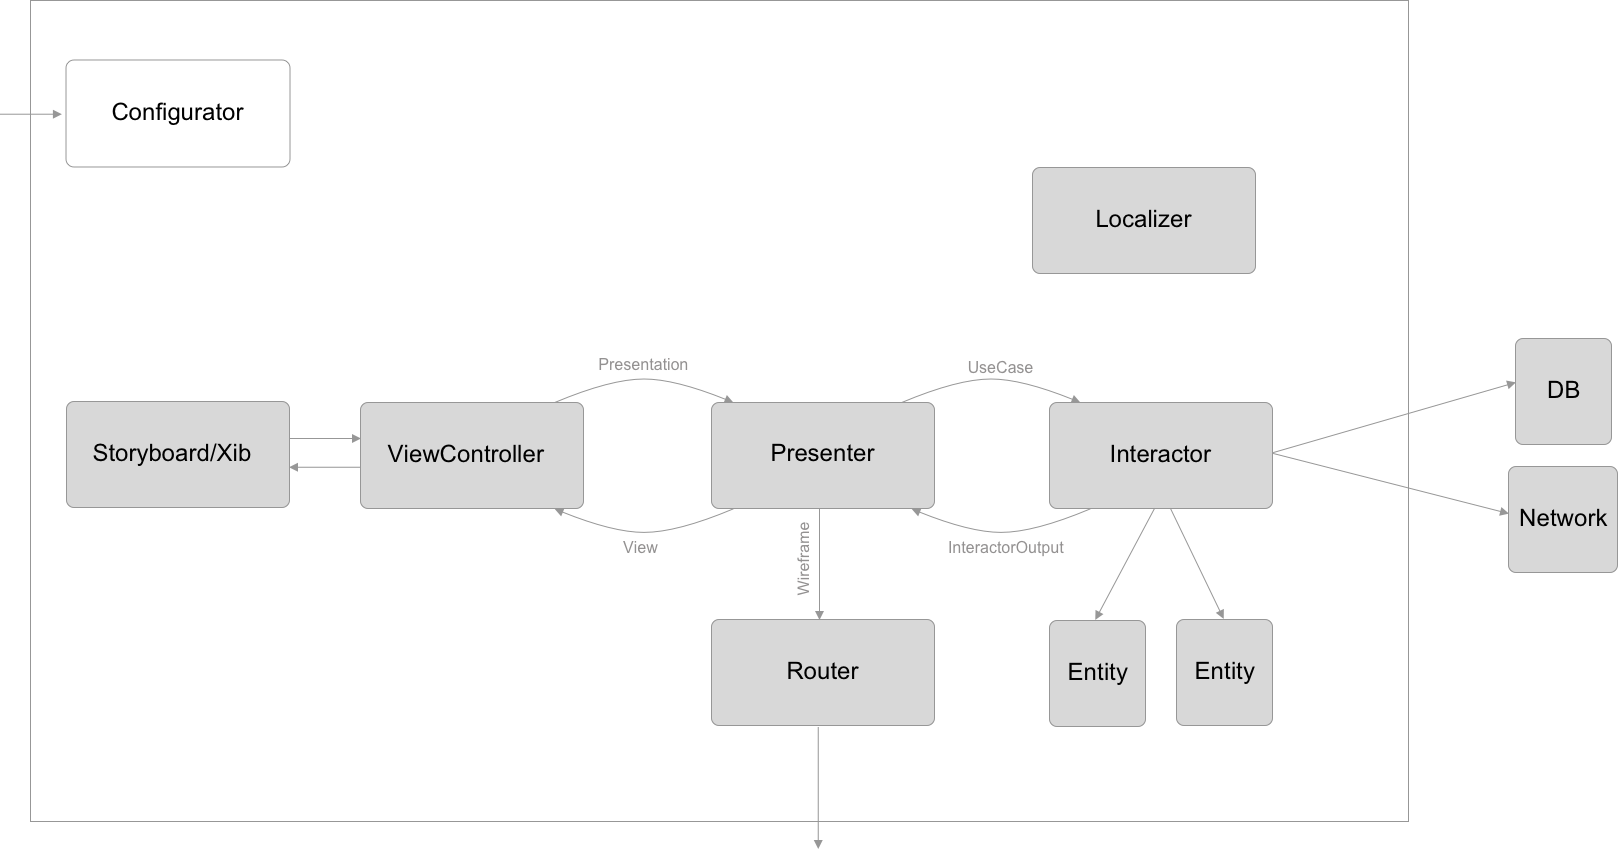 Configurator
Localizer
Presentation
UseCase
DB
Storyboard/Xib
ViewController
Presenter
Interactor
Network
View
Wireframe
InteractorOutput
Router
Entity
Entity